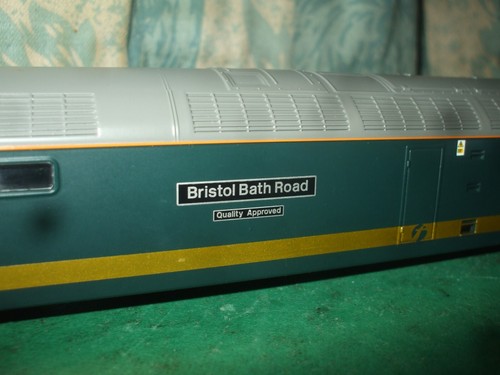 Bristol Bath Road
Quality Approved